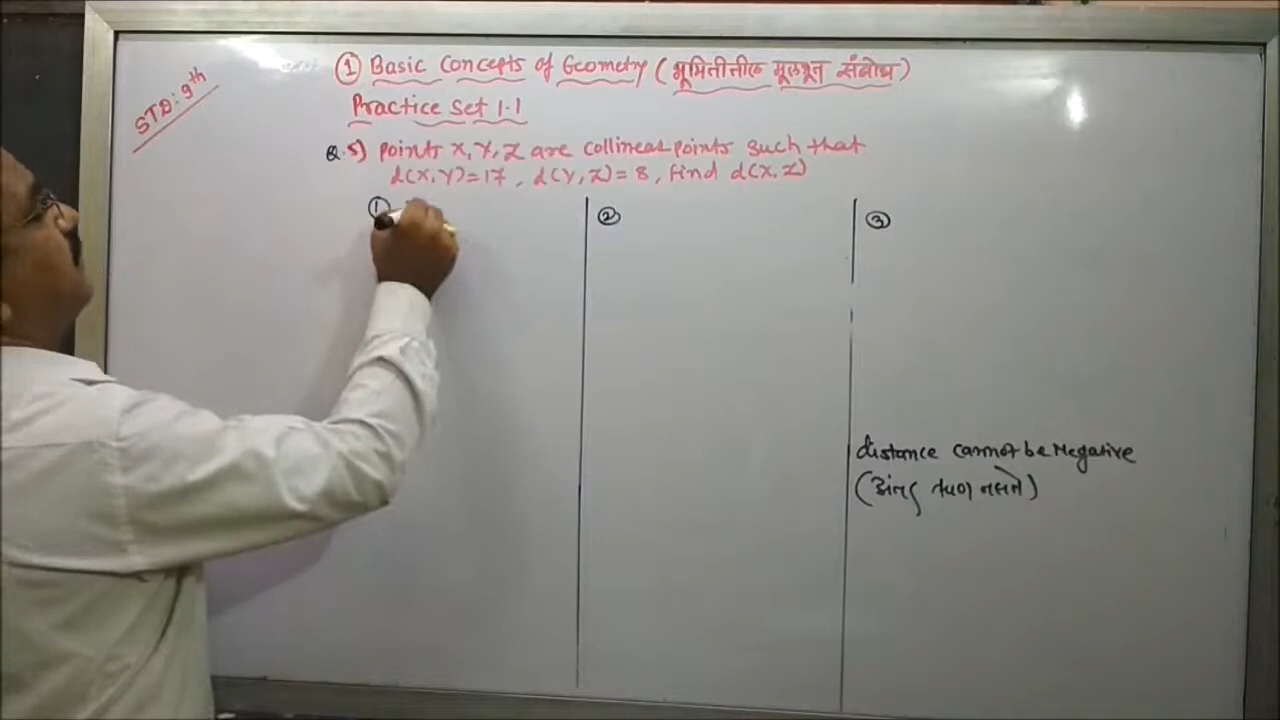 STD: 9th
① Basic Concepts of Geometry (भूमितीतील मूलभूत संबोध)
Practice Set 1.1
Q.5) Points X, Y, Z are collinear points such that
d(X, Y) = 17, d(Y, Z) = 8, find d(X, Z)
①
②
③
distance cannot be Negative
(अंतर ऋण नसते)